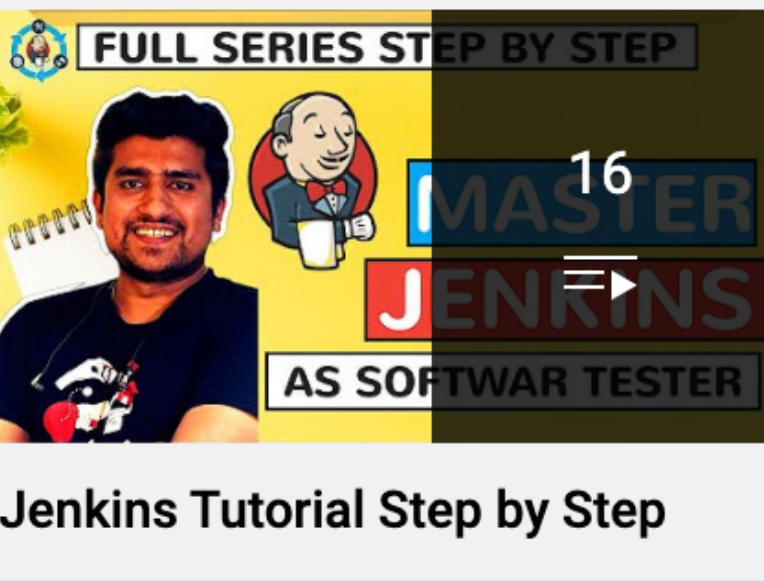 FULL SERIES STEP BY STEP
16
MASTER
JENKINS
AS SOFTWAR TESTER
Jenkins Tutorial Step by Step